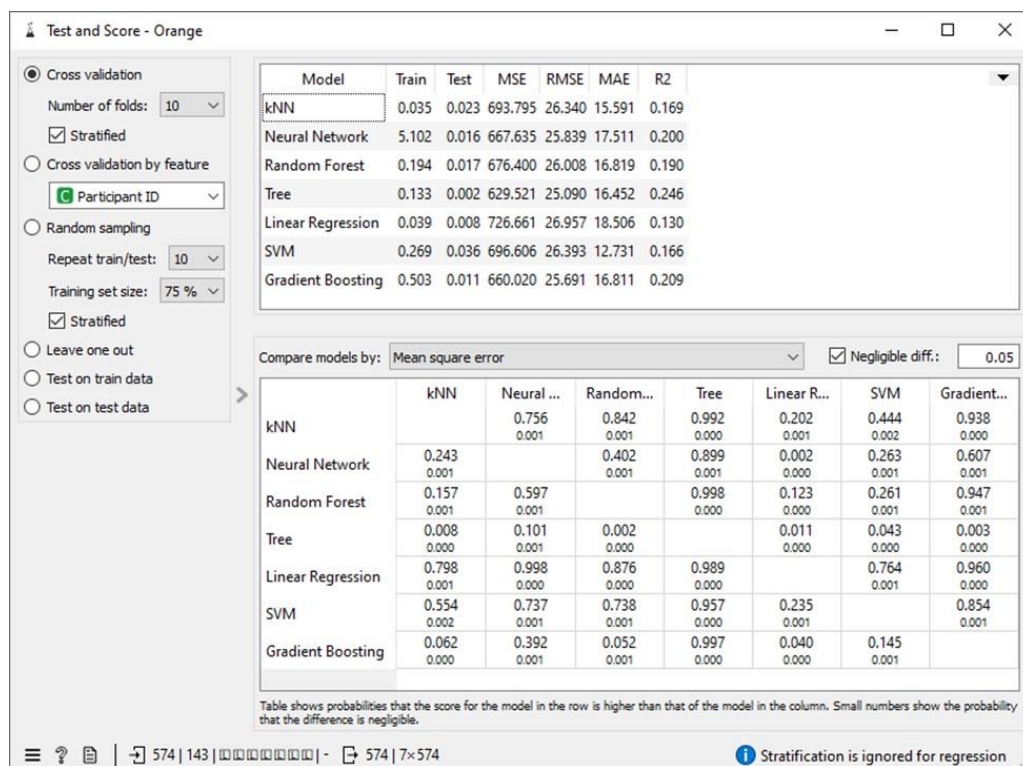 Test and Score - Orange
Cross validation
Number of folds: 10
Stratified
Cross validation by feature
C Participant ID
Random sampling
Repeat train/test: 10
Training set size: 75 %
Stratified
Leave one out
Test on train data
Test on test data
Model Train Test MSE RMSE MAE R2
kNN 0.035 0.023 693.795 26.340 15.591 0.169
Neural Network 5.102 0.016 667.635 25.839 17.511 0.200
Random Forest 0.194 0.017 676.400 26.008 16.819 0.190
Tree 0.133 0.002 629.521 25.090 16.452 0.246
Linear Regression 0.039 0.008 726.661 26.957 18.506 0.130
SVM 0.269 0.036 696.606 26.393 12.731 0.166
Gradient Boosting 0.503 0.011 660.020 25.691 16.811 0.209
Compare models by: Mean square error Negligible diff.: 0.05
kNN Neural ... Random... Tree Linear R... SVM Gradient...
kNN 0.756 0.842 0.992 0.202 0.444 0.938
0.001 0.001 0.000 0.001 0.002 0.000
Neural Network 0.243 0.402 0.899 0.002 0.263 0.607
0.001 0.001 0.001 0.000 0.001 0.001
Random Forest 0.157 0.597 0.998 0.123 0.261 0.947
0.001 0.001 0.000 0.001 0.001 0.001
Tree 0.008 0.101 0.002 0.011 0.043 0.003
0.000 0.001 0.000 0.000 0.000 0.000
Linear Regression 0.798 0.998 0.876 0.989 0.764 0.960
0.001 0.000 0.000 0.000 0.001 0.000
SVM 0.554 0.737 0.738 0.957 0.235 0.854
0.002 0.001 0.001 0.000 0.001 0.001
Gradient Boosting 0.062 0.392 0.052 0.997 0.040 0.145
0.000 0.001 0.001 0.000 0.000 0.001
Table shows probabilities that the score for the model in the row is higher than that of the model in the column. Small numbers show the probability
that the difference is negligible.
574 | 143 | - 574 | 7×574
Stratification is ignored for regression